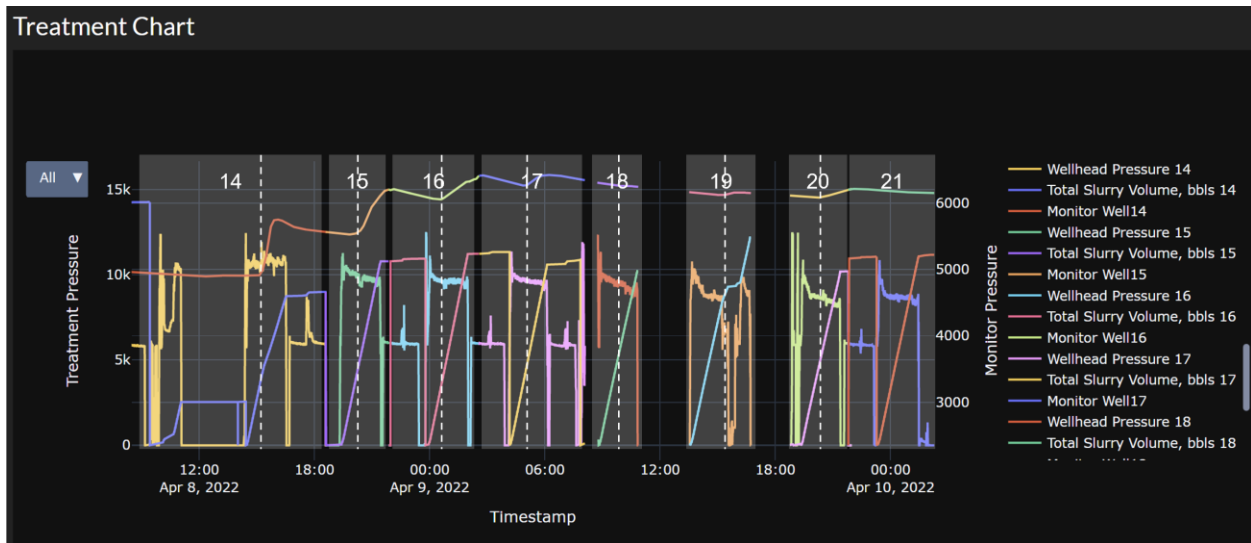 Treatment Chart
All ▼
14
15
16
17
18
19
20
21
15k
10k
5k
0
Treatment Pressure
6000
5000
4000
3000
Monitor Pressure
12:00
18:00
00:00
06:00
12:00
18:00
00:00
Apr 8, 2022
Apr 9, 2022
Apr 10, 2022
Timestamp
Wellhead Pressure 14
Total Slurry Volume, bbls 14
Monitor Well14
Wellhead Pressure 15
Total Slurry Volume, bbls 15
Monitor Well15
Wellhead Pressure 16
Total Slurry Volume, bbls 16
Monitor Well16
Wellhead Pressure 17
Total Slurry Volume, bbls 17
Monitor Well17
Wellhead Pressure 18
Total Slurry Volume, bbls 18